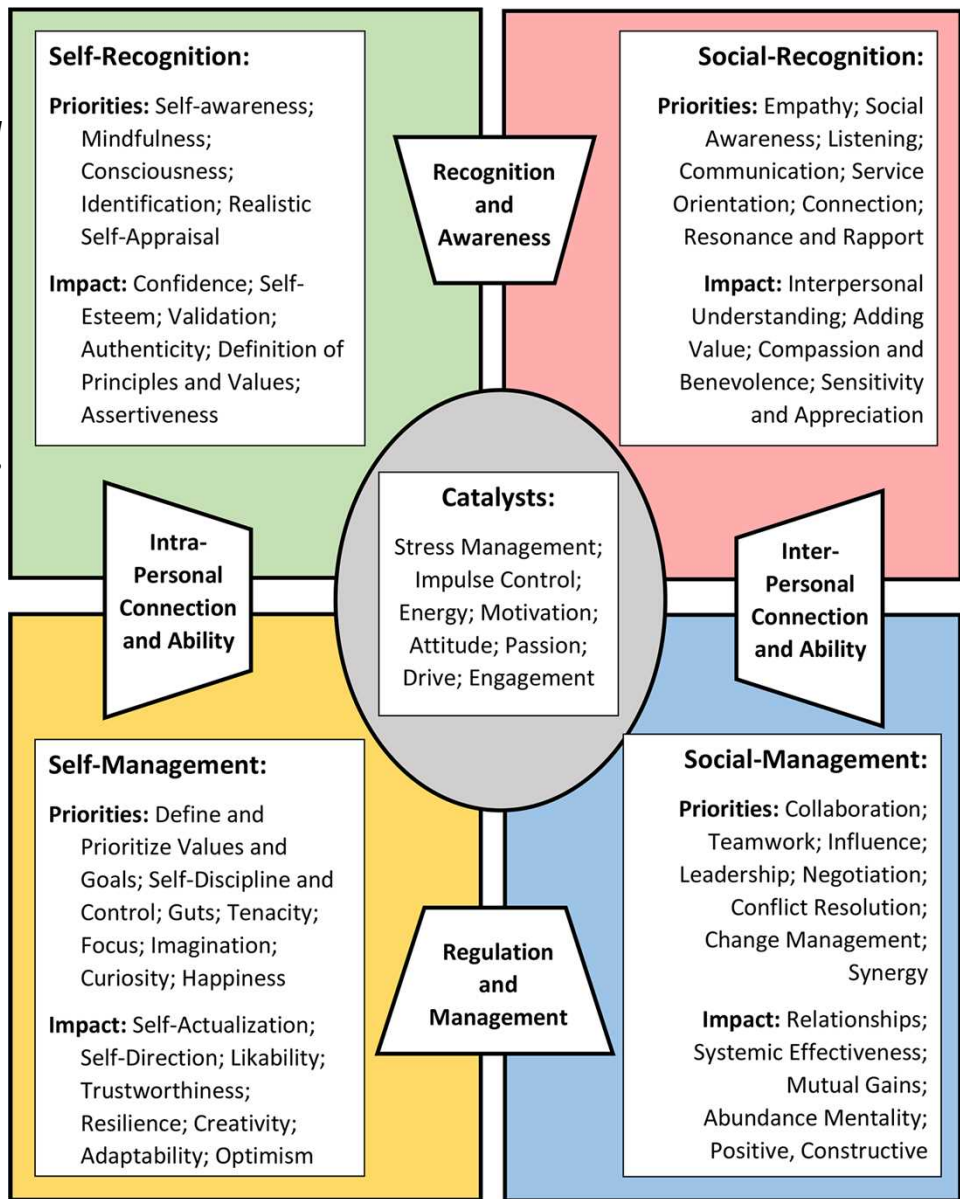 Self-Recognition:
Priorities: Self-awareness;
Mindfulness;
Consciousness;
Identification; Realistic
Self-Appraisal
Impact: Confidence; Self-
Esteem; Validation;
Authenticity; Definition of
Principles and Values;
Assertiveness
Recognition
and
Awareness
Social-Recognition:
Priorities: Empathy; Social
Awareness; Listening;
Communication; Service
Orientation; Connection;
Resonance and Rapport
Impact: Interpersonal
Understanding; Adding
Value; Compassion and
Benevolence; Sensitivity
and Appreciation
Intra-
Personal
Connection
and Ability
Catalysts:
Stress Management;
Impulse Control;
Energy; Motivation;
Attitude; Passion;
Drive; Engagement
Inter-
Personal
Connection
and Ability
Self-Management:
Priorities: Define and
Prioritize Values and
Goals; Self-Discipline and
Control; Guts; Tenacity;
Focus; Imagination;
Curiosity; Happiness
Impact: Self-Actualization;
Self-Direction; Likability;
Trustworthiness;
Resilience; Creativity;
Adaptability; Optimism
Regulation
and
Management
Social-Management:
Priorities: Collaboration;
Teamwork; Influence;
Leadership; Negotiation;
Conflict Resolution;
Change Management;
Synergy
Impact: Relationships;
Systemic Effectiveness;
Mutual Gains;
Abundance Mentality;
Positive, Constructive